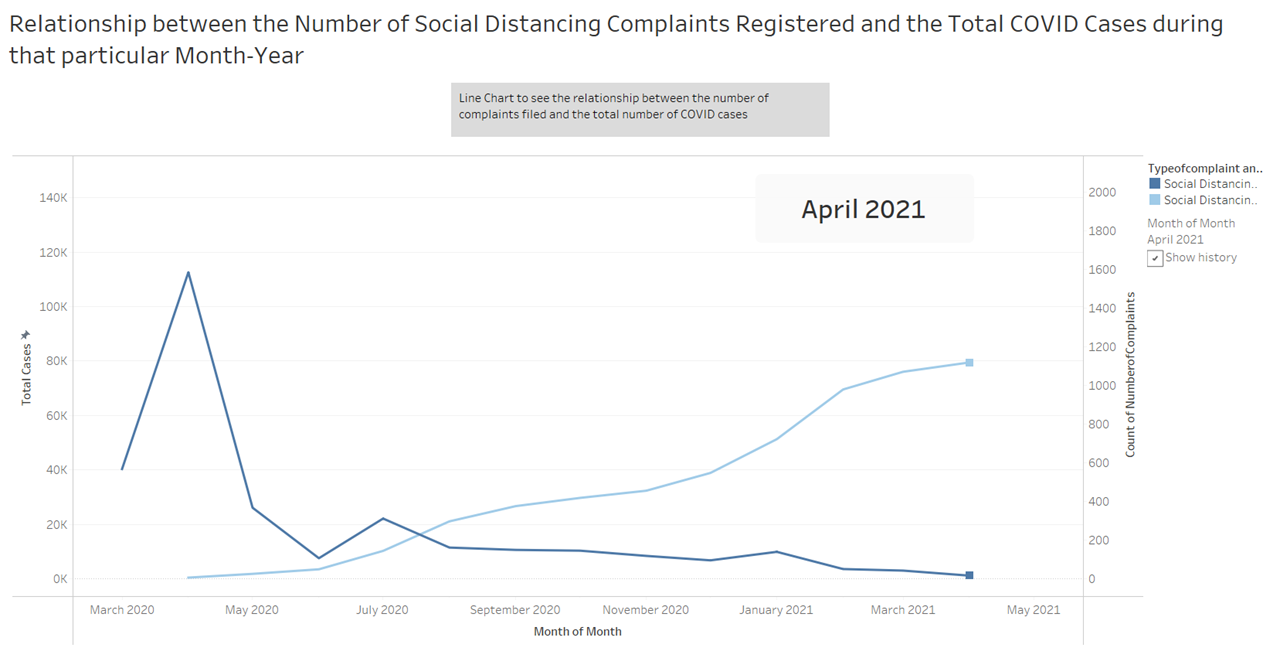 Relationship between the Number of Social Distancing Complaints Registered and the Total COVID Cases during
that particular Month-Year
Line Chart to see the relationship between the number of
complaints filed and the total number of COVID cases
Typeofcomplaint an..
Social Distancin..
Social Distancin..
Month of Month
April 2021
Show history
April 2021
140K
120K
100K
80K
60K
40K
20K
0K
Total Cases
2000
1800
1600
1400
1200
1000
800
600
400
200
0
Count of NumberofComplaints
March 2020
May 2020
July 2020
September 2020
November 2020
January 2021
March 2021
May 2021
Month of Month